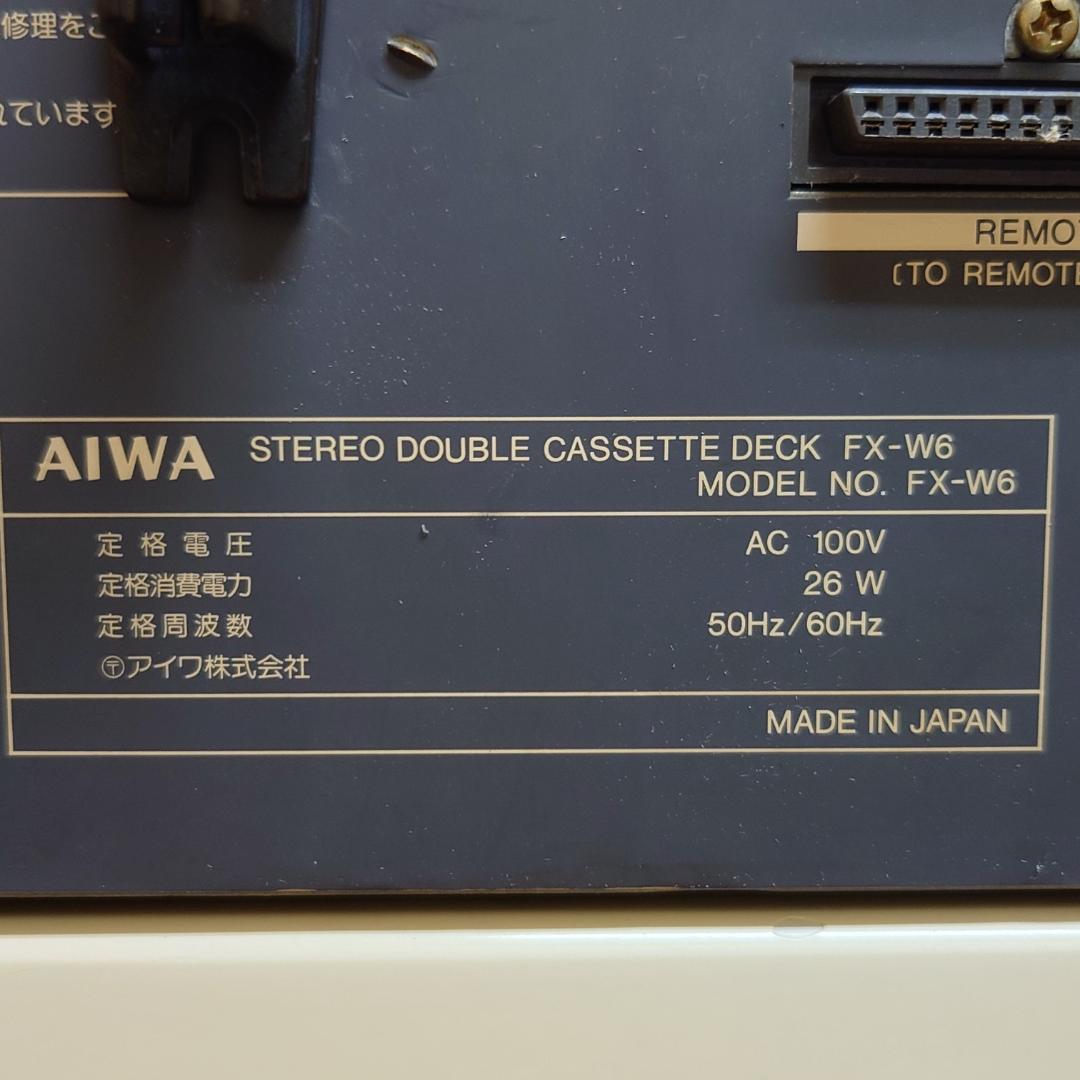 修理をこ
れています
REMO
(TO REMOTE
AIWA STEREO DOUBLE CASSETTE DECK FX-W6
MODEL NO. FX-W6
定格電圧 AC 100V
定格消費電力 26 W
定格周波数 50Hz/60Hz
〶アイワ株式会社
MADE IN JAPAN